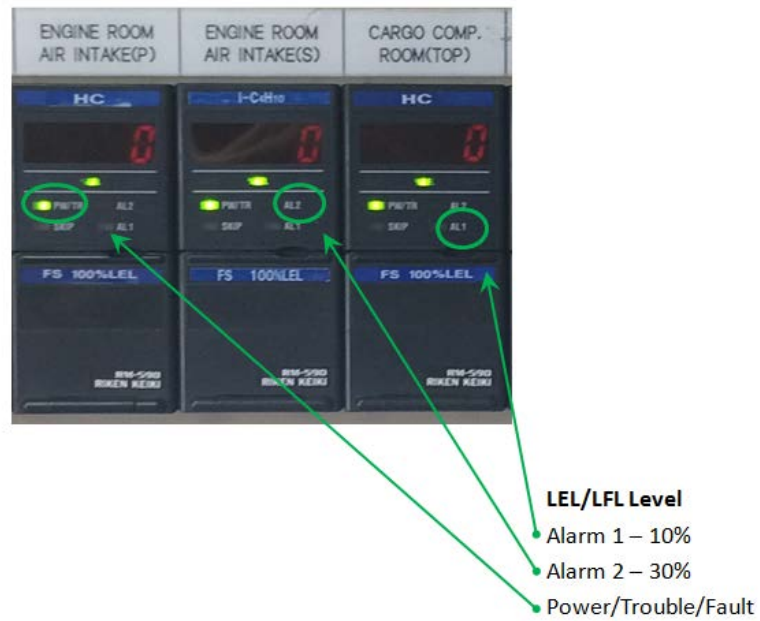 ENGINE ROOM
AIR INTAKE(P)
ENGINE ROOM
AIR INTAKE(S)
CARGO COMP.
ROOM(TOP)
HC
I-C4H10
HC
0
0
0
PW/TR AL2
SKIP AL1
PW/TR AL2
SKIP AL1
PW/TR AL2
SKIP AL1
FS 100%LEL
FS 100%LEL
FS 100%LEL
RM-590
RIKEN KEIKI
RM-590
RIKEN KEIKI
RM-590
RIKEN KEIKI
LEL/LFL Level
Alarm 1 – 10%
Alarm 2 – 30%
Power/Trouble/Fault